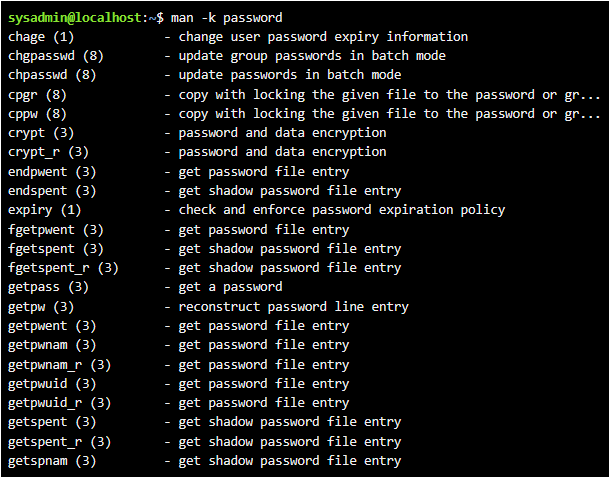 sysadmin@localhost:~$ man -k password
chage (1)            - change user password expiry information
chgpasswd (8)        - update group passwords in batch mode
chpasswd (8)         - update passwords in batch mode
cpgr (8)             - copy with locking the given file to the password or gr...
cppw (8)             - copy with locking the given file to the password or gr...
crypt (3)            - password and data encryption
crypt_r (3)          - password and data encryption
endpwent (3)         - get password file entry
endspent (3)         - get shadow password file entry
expiry (1)           - check and enforce password expiration policy
fgetpwent (3)        - get password file entry
fgetspent (3)        - get shadow password file entry
fgetspent_r (3)      - get shadow password file entry
getpass (3)          - get a password
getpw (3)            - reconstruct password line entry
getpwent (3)         - get password file entry
getpwnam (3)         - get password file entry
getpwnam_r (3)       - get password file entry
getpwuid (3)         - get password file entry
getpwuid_r (3)       - get password file entry
getspent (3)         - get shadow password file entry
getspent_r (3)       - get shadow password file entry
getspnam (3)         - get shadow password file entry